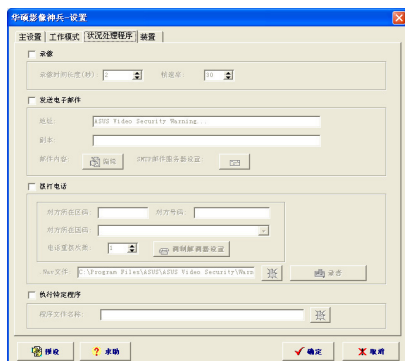 华硕影像神兵-设置
主设置 工作模式 状况处理程序 装置
录像
录像时间长度(秒): 2 帧速率: 30
发送电子邮件
地址: ASUS Video Security Warning...
副本:
邮件内容: 编辑 SMTP邮件服务器设定:
拨打电话
对方所在区码: 对方号码:
对方所在区码:
电话重拨次数: 1 调制解调器设定
Wav文件: C:\Program Files\ASUS\ASUS Video Security\Warn 录音
执行特定程序
程序文件名称:
预设 ? 求助 确定 取消